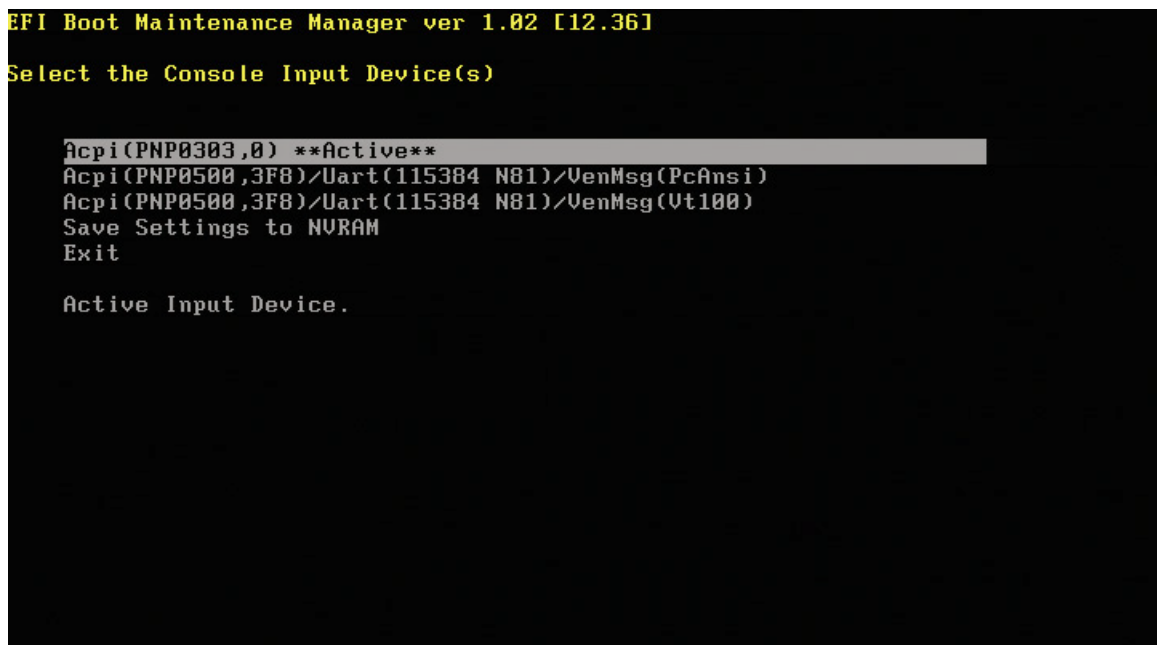 EFI Boot Maintenance Manager ver 1.02 [12.36]
Select the Console Input Device(s)
Acpi(PNP0303,0) **Active**
Acpi(PNP0500,3F8)/Uart(115384 N81)/VenMsg(PcAnsi)
Acpi(PNP0500,3F8)/Uart(115384 N81)/VenMsg(Vt100)
Save Settings to NVRAM
Exit
Active Input Device.